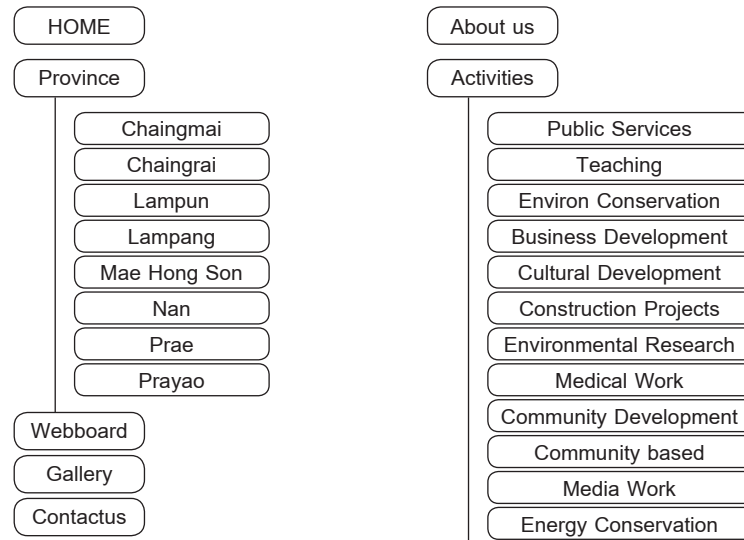 HOME
Province
Chaingmai
Chaingrai
Lampun
Lampang
Mae Hong Son
Nan
Prae
Prayao
Webboard
Gallery
Contactus
About us
Activities
Public Services
Teaching
Environ Conservation
Business Development
Cultural Development
Construction Projects
Environmental Research
Medical Work
Community Development
Community based
Media Work
Energy Conservation